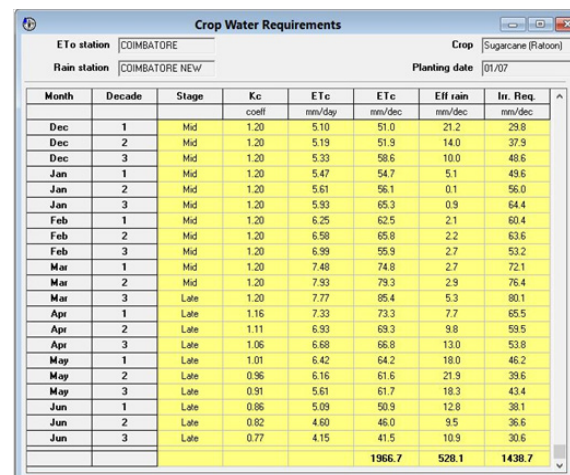 Crop Water Requirements
ETo station COIMBATORE Crop Sugarcane (Ratoon)
Rain station COIMBATORE NEW Planting date 01/07
Month Decade Stage Kc ETc ETc Eff rain Irr. Req.
coeff mm/day mm/dec mm/dec mm/dec
Dec 1 Mid 1.20 5.10 51.0 21.2 29.8
Dec 2 Mid 1.20 5.19 51.9 14.0 37.9
Dec 3 Mid 1.20 5.33 58.6 10.0 48.6
Jan 1 Mid 1.20 5.47 54.7 5.1 49.6
Jan 2 Mid 1.20 5.61 56.1 0.1 56.0
Jan 3 Mid 1.20 5.93 65.3 0.9 64.4
Feb 1 Mid 1.20 6.25 62.5 2.1 60.4
Feb 2 Mid 1.20 6.58 65.8 2.2 63.6
Feb 3 Mid 1.20 6.99 55.9 2.7 53.2
Mar 1 Mid 1.20 7.48 74.8 2.7 72.1
Mar 2 Mid 1.20 7.93 79.3 2.9 76.4
Mar 3 Late 1.20 7.77 85.4 5.3 80.1
Apr 1 Late 1.16 7.33 73.3 7.7 65.5
Apr 2 Late 1.11 6.93 69.3 9.8 59.5
Apr 3 Late 1.06 6.68 66.8 13.0 53.8
May 1 Late 1.01 6.42 64.2 18.0 46.2
May 2 Late 0.96 6.16 61.6 21.9 39.6
May 3 Late 0.91 5.61 61.7 18.3 43.4
Jun 1 Late 0.86 5.09 50.9 12.8 38.1
Jun 2 Late 0.82 4.60 46.0 9.5 36.6
Jun 3 Late 0.77 4.15 41.5 10.9 30.6
1966.7 528.1 1438.7